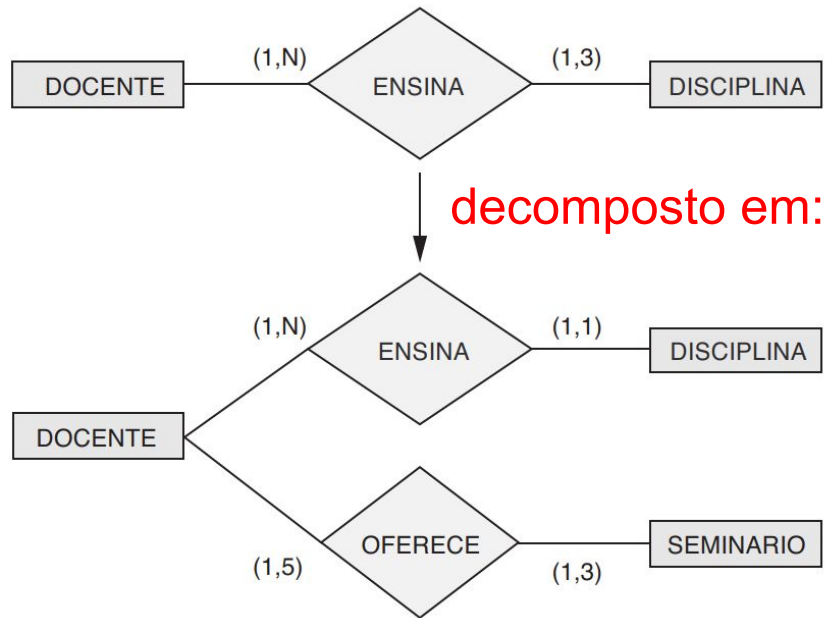 (1,N) (1,3)
DOCENTE ENSINA DISCIPLINA
decomposto em:
(1,N) (1,1)
ENSINA DISCIPLINA
DOCENTE
OFERECE SEMINARIO
(1,5) (1,3)